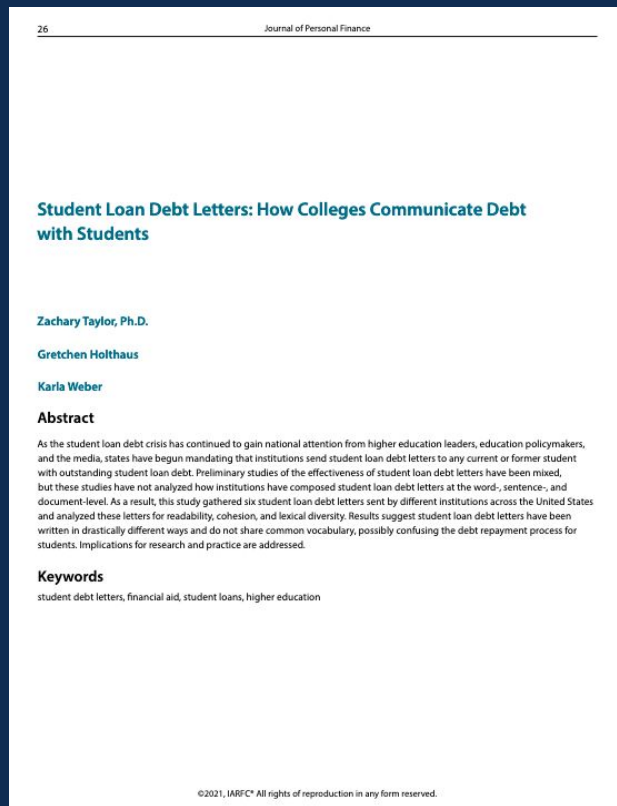 26
Journal of Personal Finance
Student Loan Debt Letters: How Colleges Communicate Debt
with Students
Zachary Taylor, Ph.D.
Gretchen Holthaus
Karla Weber
Abstract
As the student loan debt crisis has continued to gain national attention from higher education leaders, education policymakers,
and the media, states have begun mandating that institutions send student loan debt letters to any current or former student
with outstanding student loan debt. Preliminary studies of the effectiveness of student loan debt letters have been mixed,
but these studies have not analyzed how institutions have composed student loan debt letters at the word-, sentence-, and
document-level. As a result, this study gathered six student loan debt letters sent by different institutions across the United States
and analyzed these letters for readability, cohesion, and lexical diversity. Results suggest student loan debt letters have been
written in drastically different ways and do not share common vocabulary, possibly confusing the debt repayment process for
students. Implications for research and practice are addressed.
Keywords
student debt letters, financial aid, student loans, higher education
©2021, IARFC® All rights of reproduction in any form reserved.